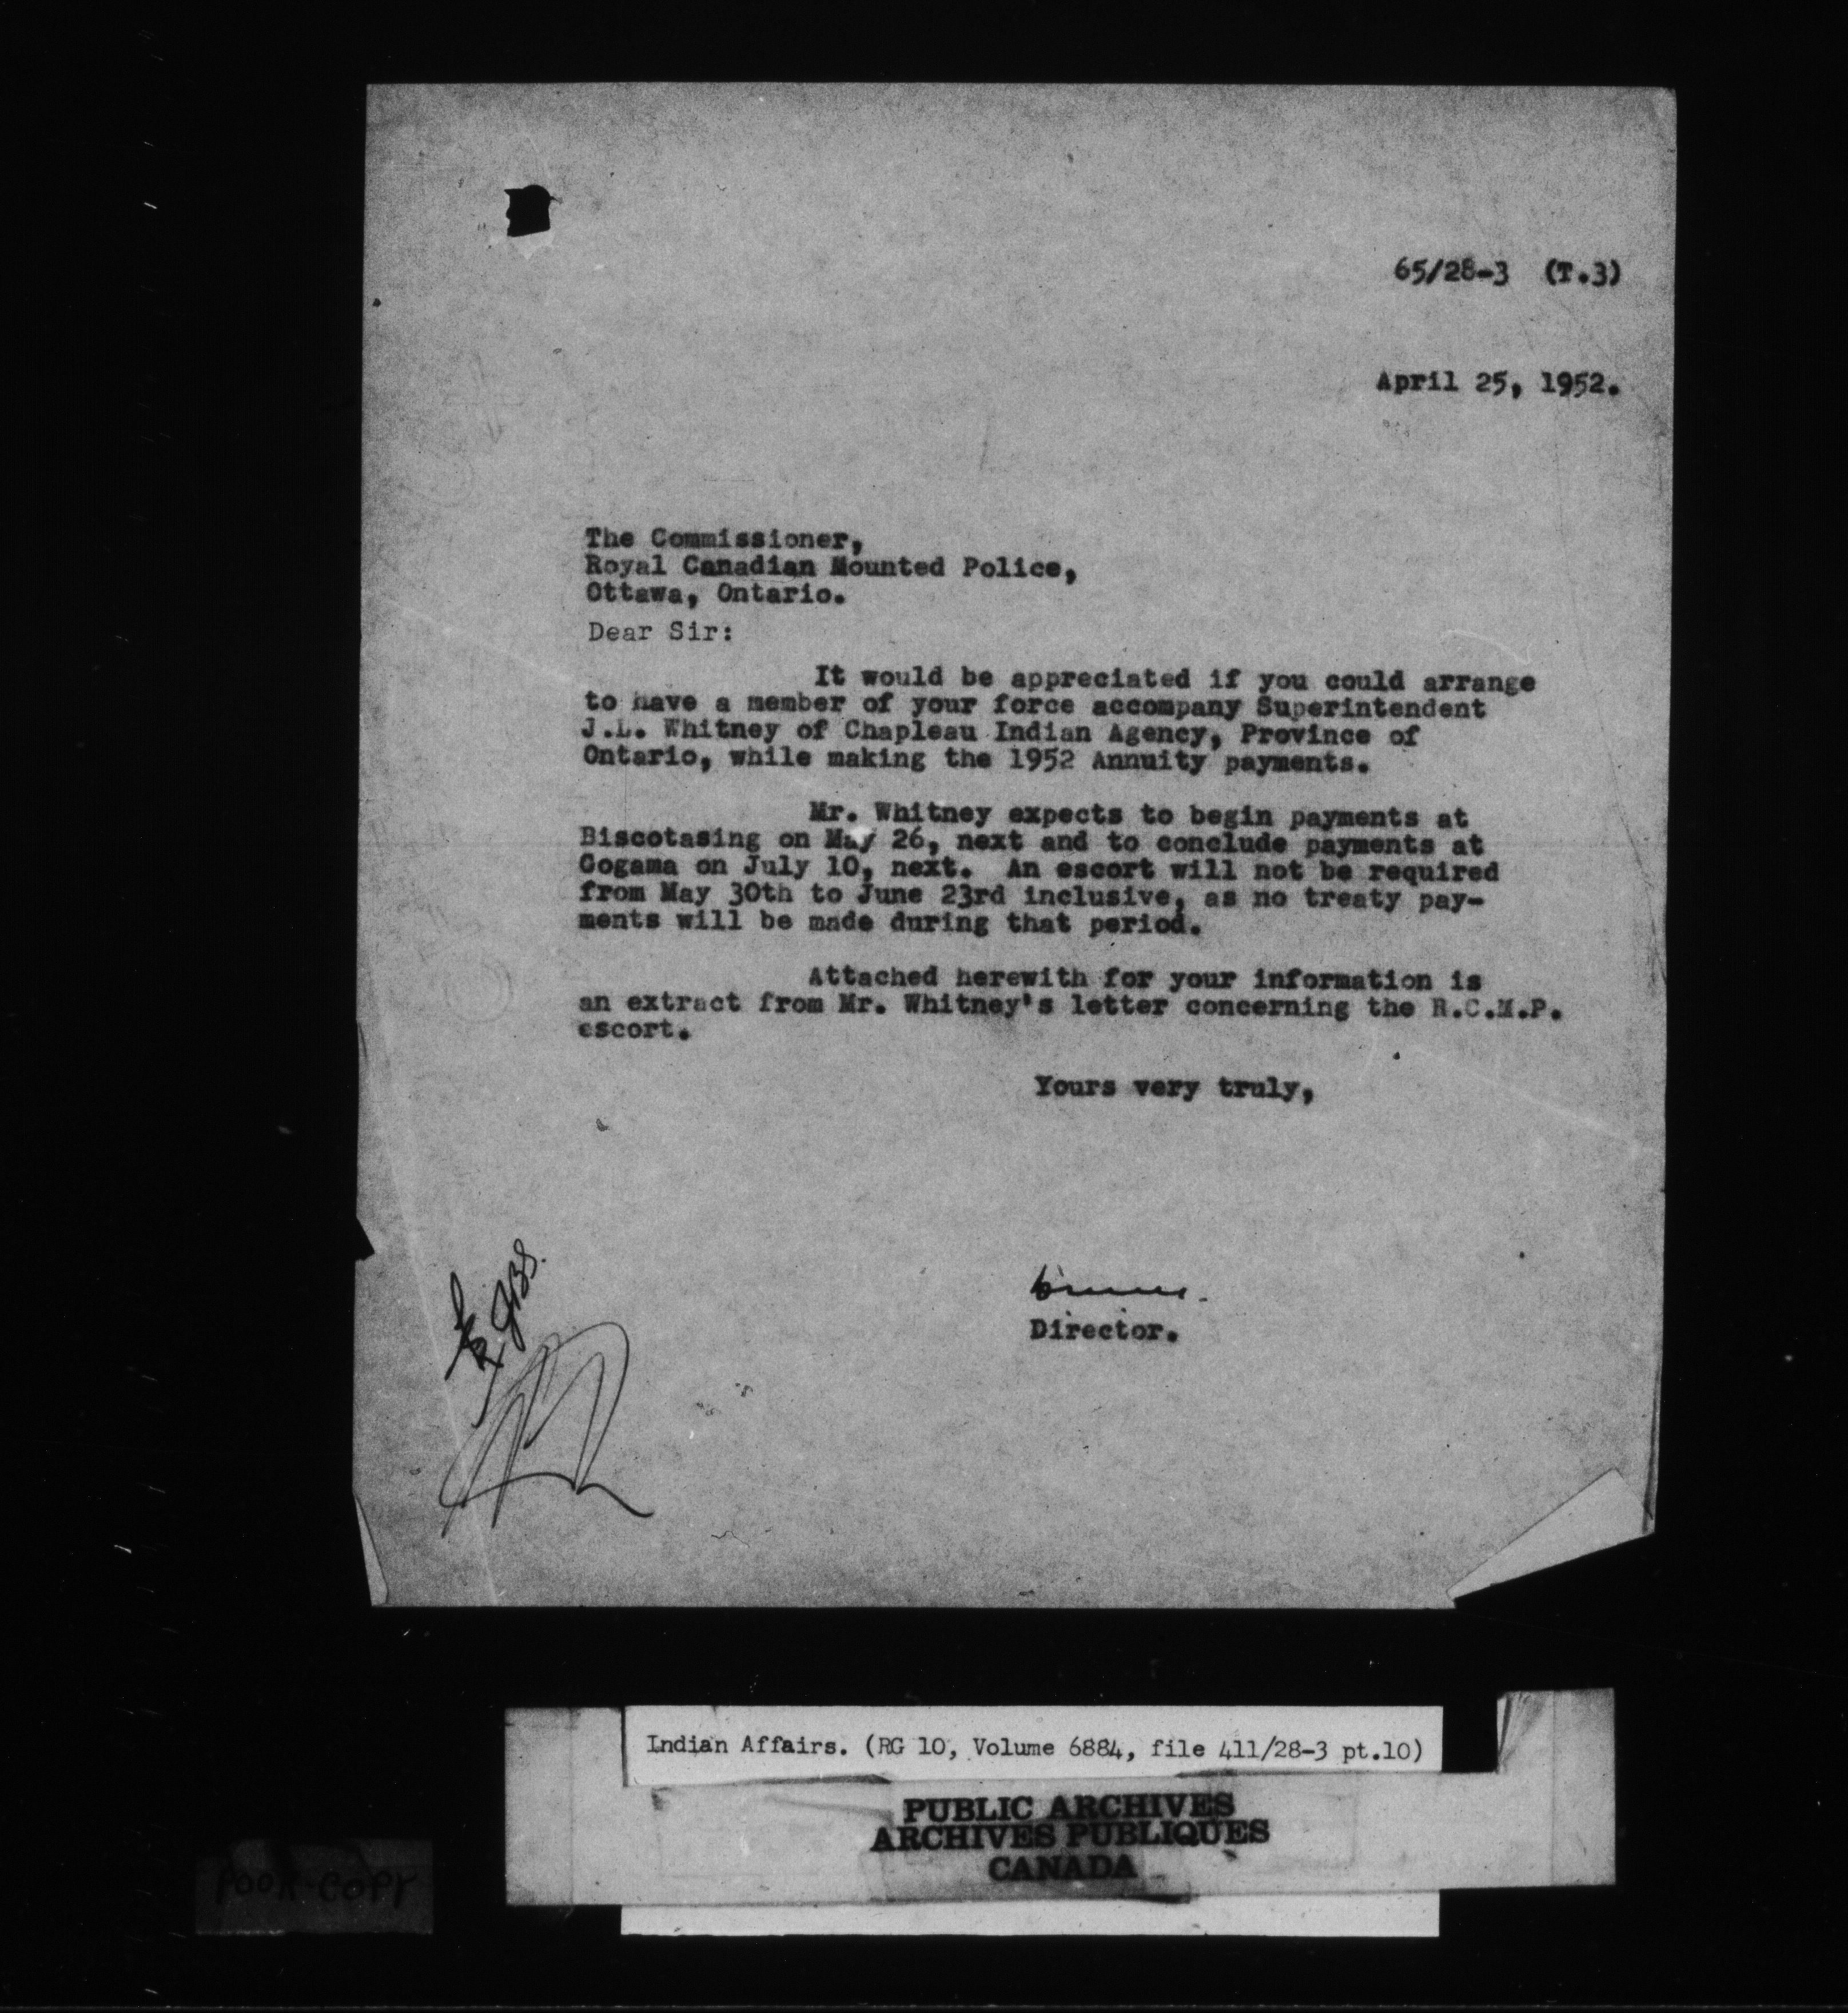 65/28-3 (T.3)
April 25, 1952.
The Commissioner,
Royal Canadian Mounted Police,
Ottawa, Ontario.
Dear Sir:
It would be appreciated if you could arrange
to have a member of your force accompany Superintendent
J.L. Whitney of Chapleau Indian Agency, Province of
Ontario, while making the 1952 Annuity payments.
Mr. Whitney expects to begin payments at
Biscotasing on May 26, next and to conclude payments at
Gogama on July 10, next. An escort will not be required
from May 30th to June 23rd inclusive, as no treaty pay-
ments will be made during that period.
Attached herewith for your information is
an extract from Mr. Whitney's letter concerning the R.C.M.P.
escort.
Yours very truly,
Director.
Indian Affairs. (RG 10, Volume 6884, file 411/28-3 pt.10)
PUBLIC ARCHIVES
ARCHIVES PUBLIQUES
CANADA
POOR COPY